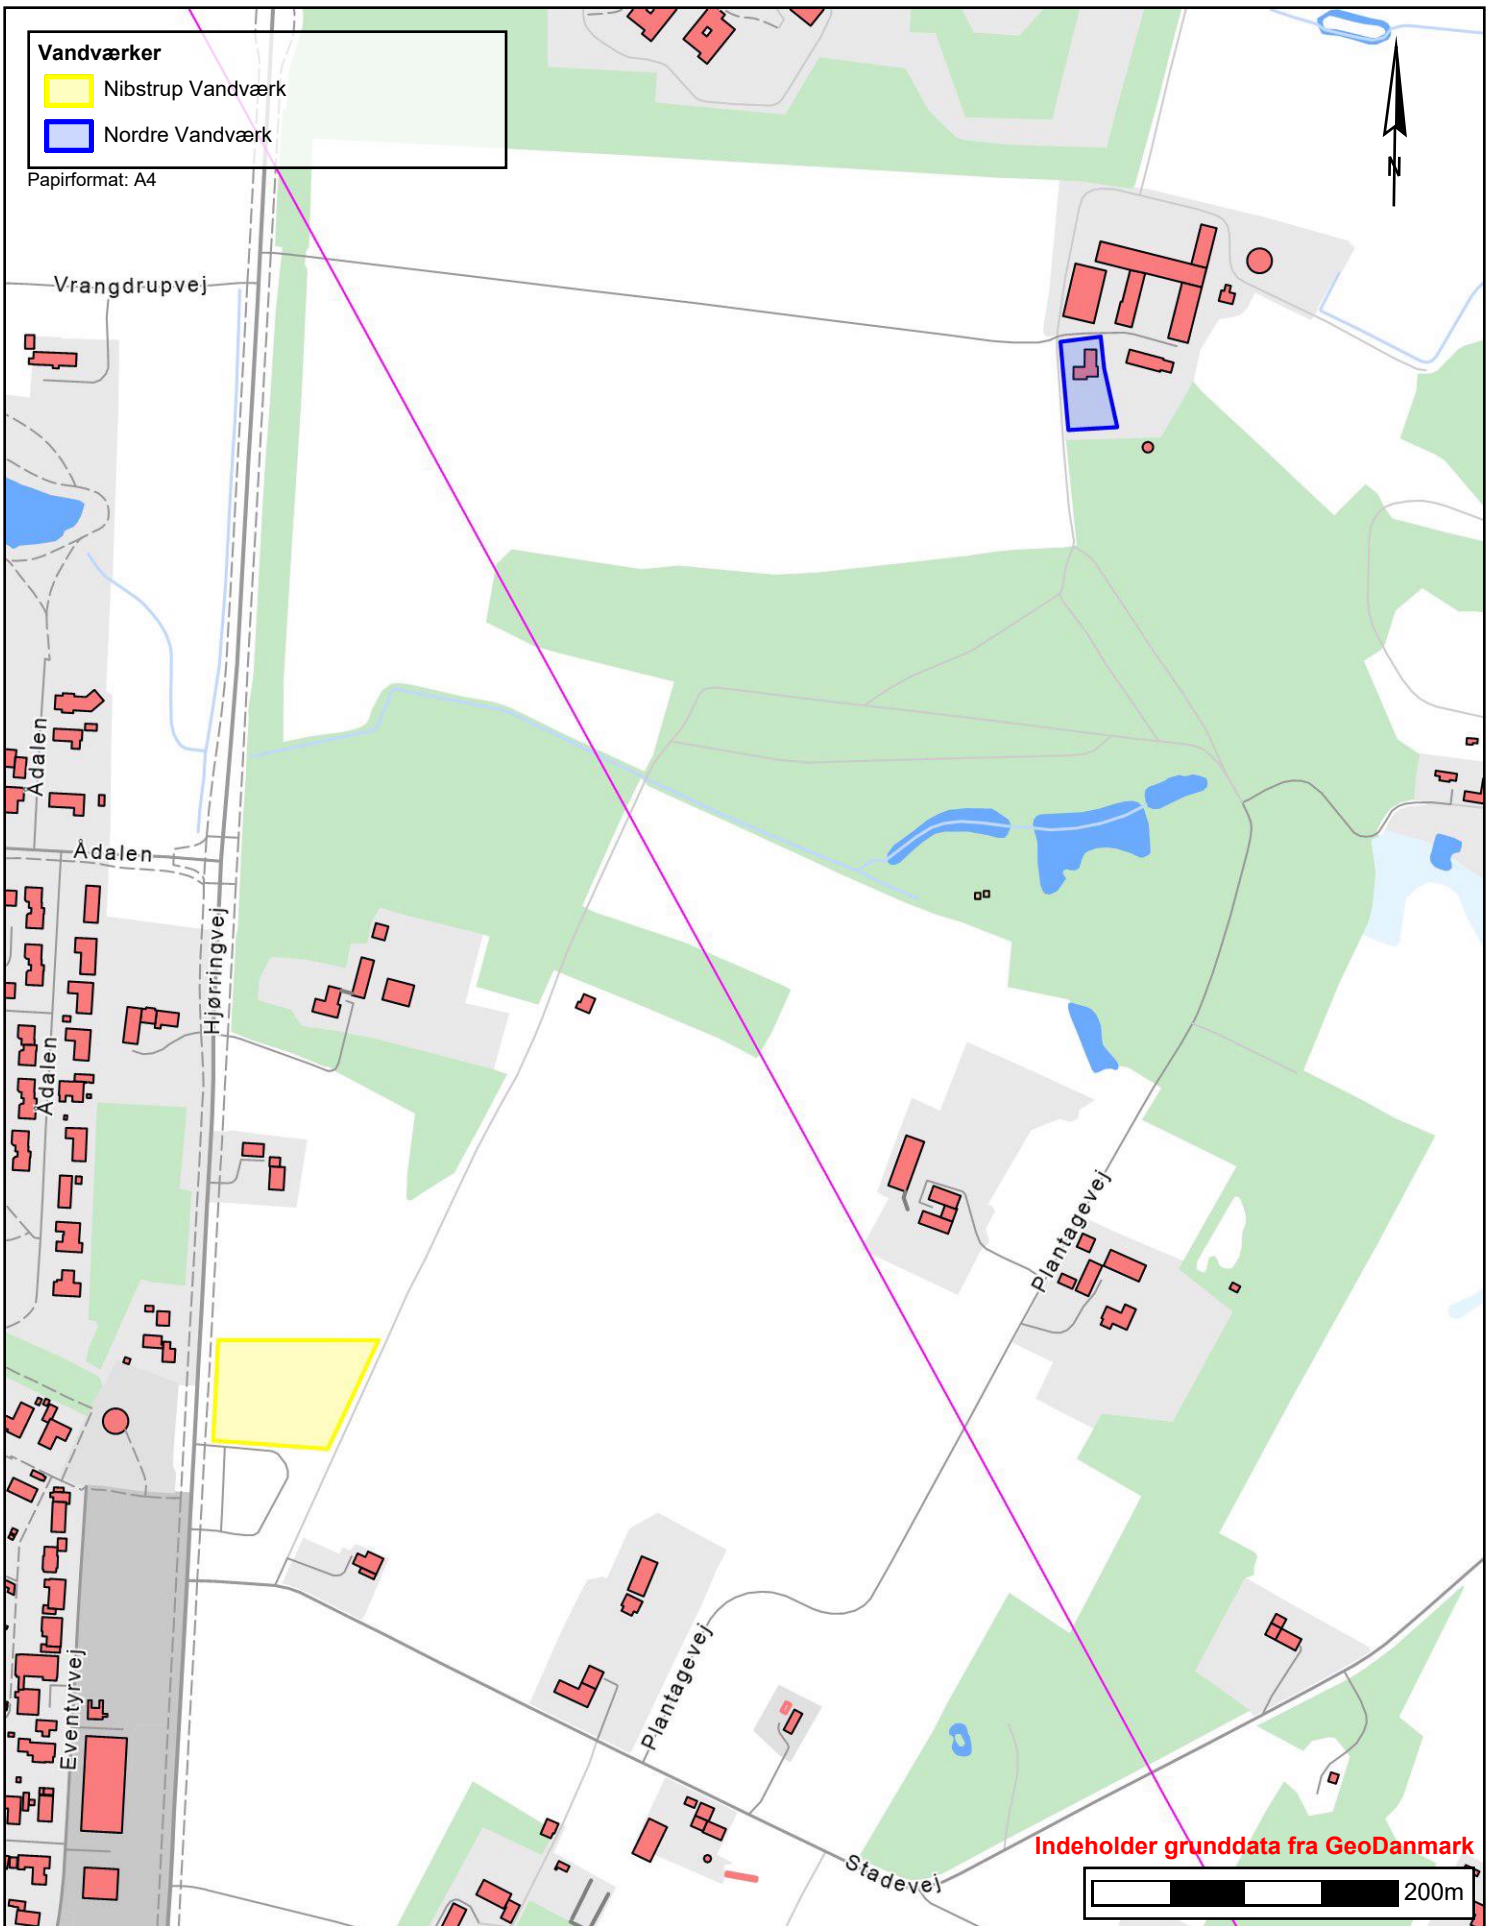 Vandværker
Nibstrup Vandværk
Nordre Vandværk
Papirformat: A4
N
Vrangdrupvej
Ådalen
Ådalen
Hjørringvej
Ådalen
Plantagevej
Eventyrvej
Plantagevej
Stadevej
Indeholder grunddata fra GeoDanmark
200m